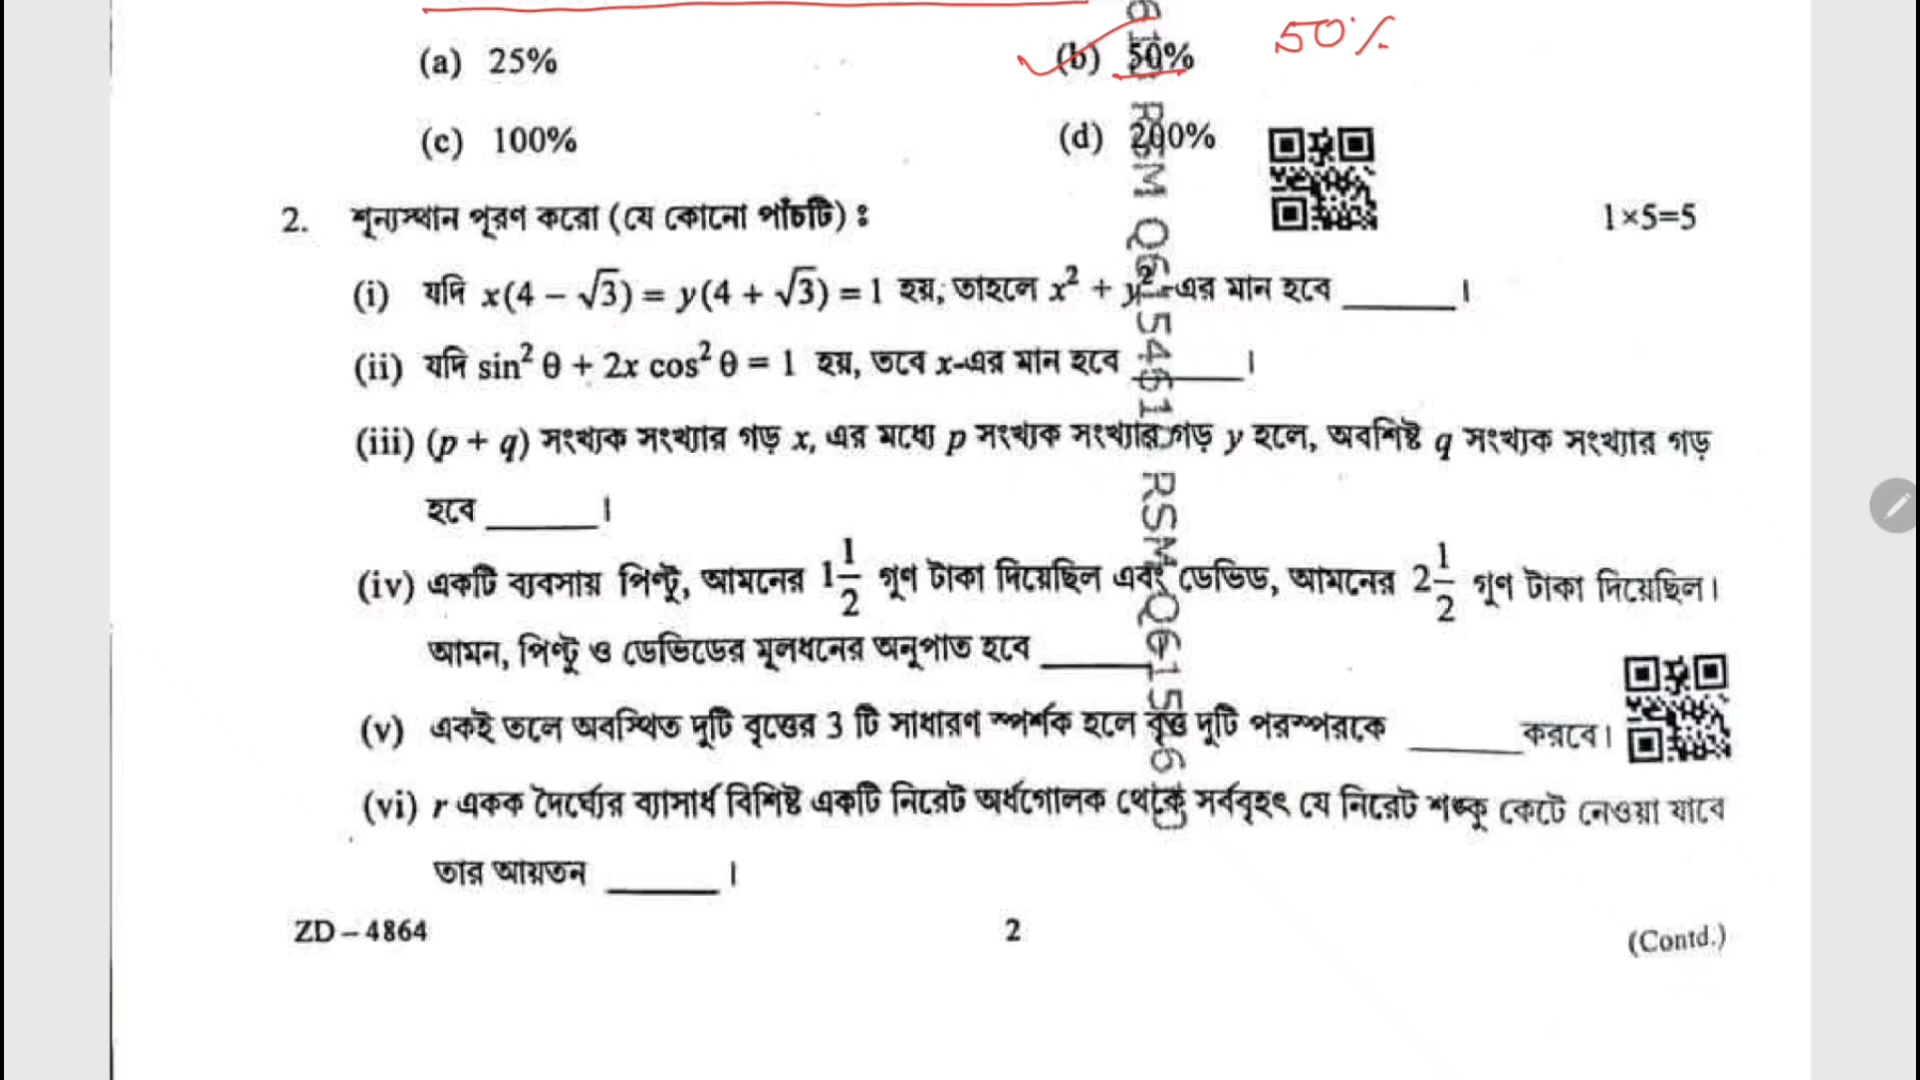 50%
(a) 25% (b) 50%
(c) 100% (d) 200%
2. শূন্যস্থান পূরণ করো (যে কোনো পাঁচটি) ঃ 1×5=5
(i) যদি x(4 − √3) = y(4 + √3) = 1 হয়, তাহলে x² + y²-এর মান হবে ______ ।
(ii) যদি sin² θ + 2x cos² θ = 1 হয়, তবে x-এর মান হবে ______ ।
(iii) (p + q) সংখ্যক সংখ্যার গড় x, এর মধ্যে p সংখ্যক সংখ্যার গড় y হলে, অবশিষ্ট q সংখ্যক সংখ্যার গড়
হবে ______ ।
(iv) একটি ব্যবসায় পিন্টু, আমনের 1 1/2 গুণ টাকা দিয়েছিল এবং ডেভিড, আমনের 2 1/2 গুণ টাকা দিয়েছিল।
আমন, পিন্টু ও ডেভিডের মূলধনের অনুপাত হবে ______
(v) একই তলে অবস্থিত দুটি বৃত্তের 3 টি সাধারণ স্পর্শক হলে বৃত্ত দুটি পরস্পরকে ______ করবে।
(vi) r একক দৈর্ঘ্যের ব্যাসার্ধ বিশিষ্ট একটি নিরেট অর্ধগোলক থেকে সর্ববৃহৎ যে নিরেট শঙ্কু কেটে নেওয়া যাবে
তার আয়তন ______ ।
ZD – 4864 2 (Contd.)